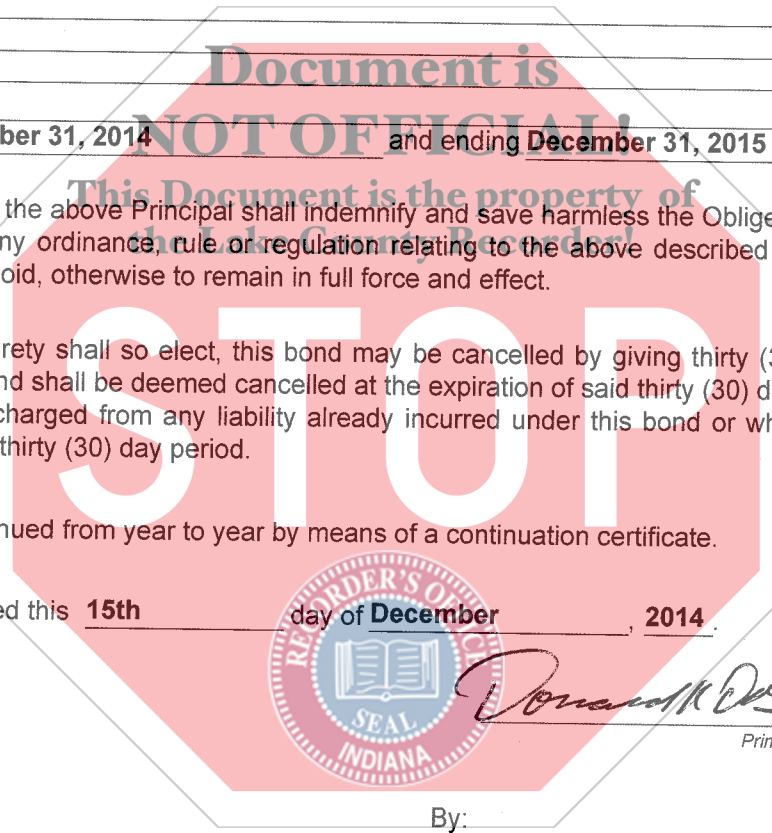 Document is
NOT OFFICIAL!
ber 31, 2014 and ending December 31, 2015
This Document is the property of
the above Principal shall indemnify and save harmless the Oblige
the Lake County Recorder!
ny ordinance, rule or regulation relating to the above described
oid, otherwise to remain in full force and effect.
STOP
rety shall so elect, this bond may be cancelled by giving thirty (3
nd shall be deemed cancelled at the expiration of said thirty (30) d
charged from any liability already incurred under this bond or wh
thirty (30) day period.
nued from year to year by means of a continuation certificate.
ed this 15th day of December, 2014.
RECORDER'S OFFICE
SEAL
INDIANA
Prin
By: